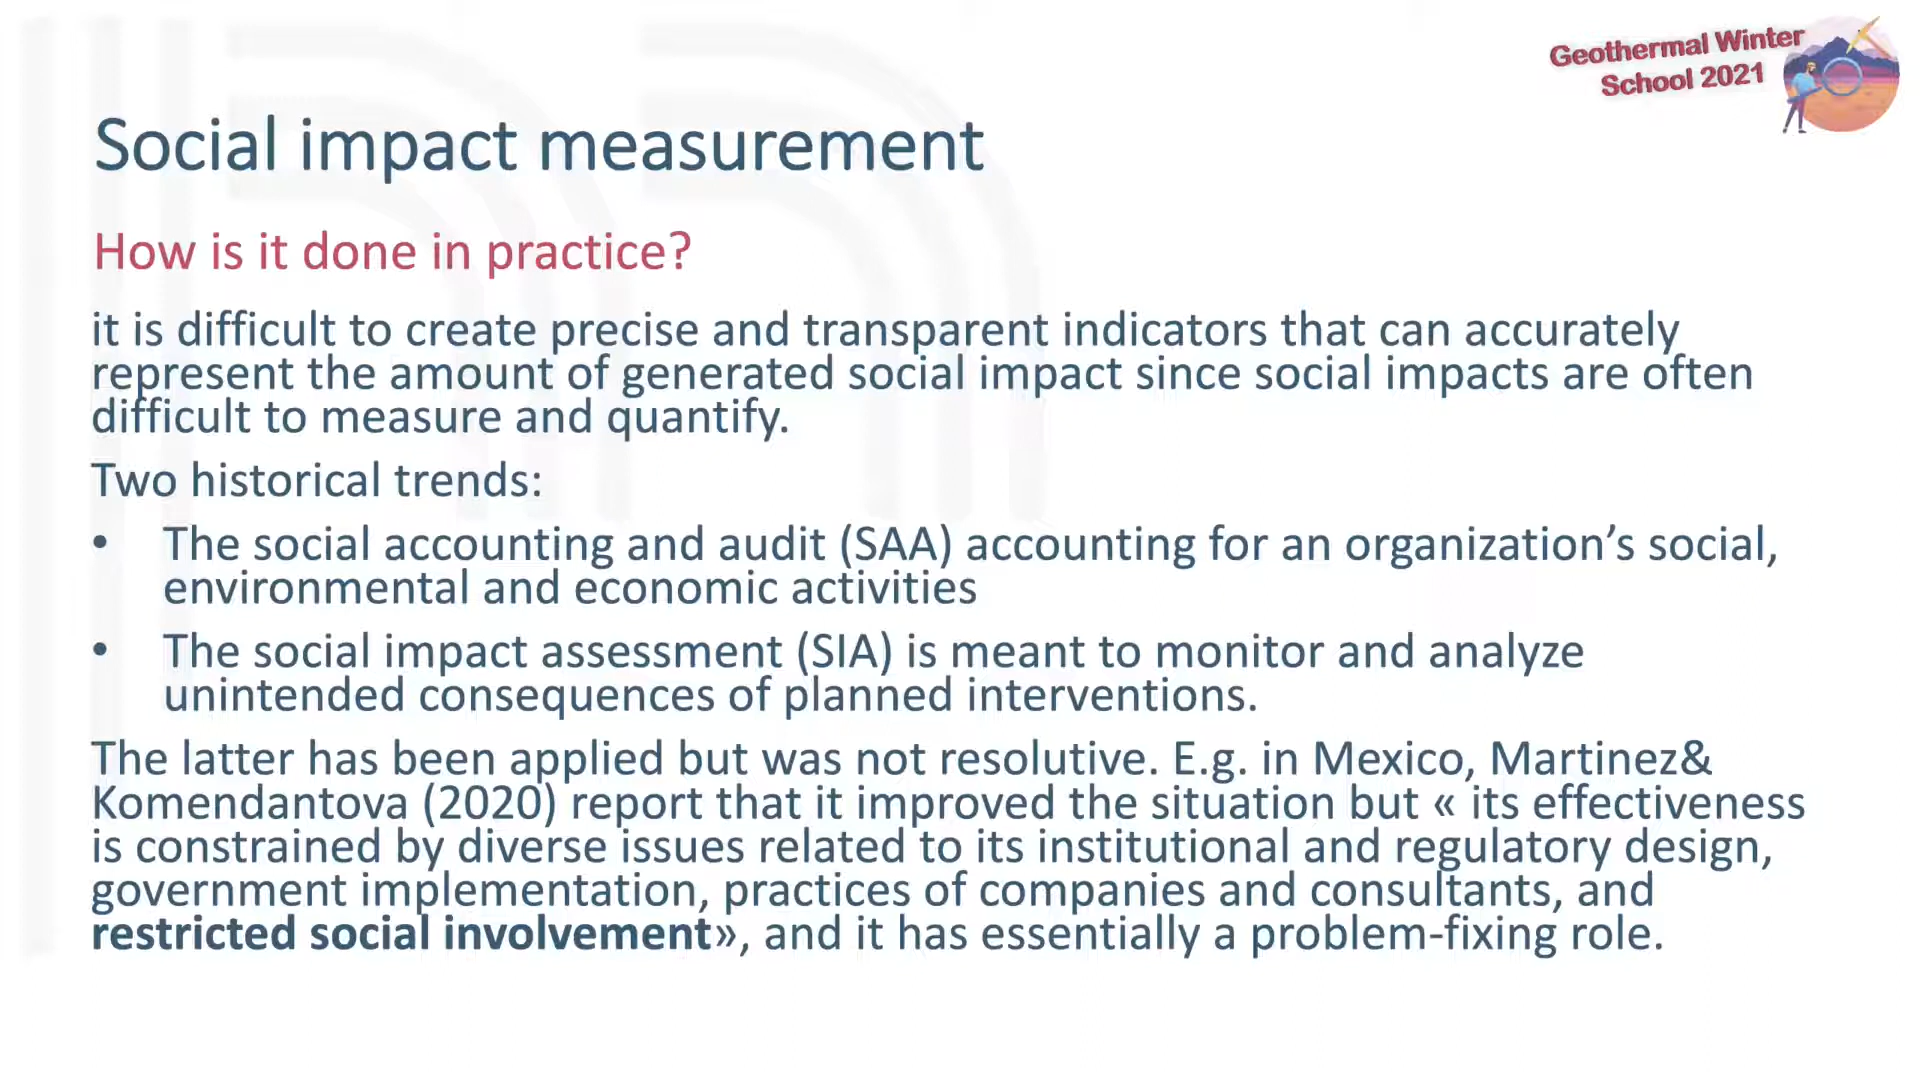 Geothermal Winter
School 2021
Social impact measurement
How is it done in practice?
it is difficult to create precise and transparent indicators that can accurately
represent the amount of generated social impact since social impacts are often
difficult to measure and quantify.
Two historical trends:
• The social accounting and audit (SAA) accounting for an organization’s social,
environmental and economic activities
• The social impact assessment (SIA) is meant to monitor and analyze
unintended consequences of planned interventions.
The latter has been applied but was not resolutive. E.g. in Mexico, Martinez&
Komendantova (2020) report that it improved the situation but « its effectiveness
is constrained by diverse issues related to its institutional and regulatory design,
government implementation, practices of companies and consultants, and
restricted social involvement», and it has essentially a problem-fixing role.